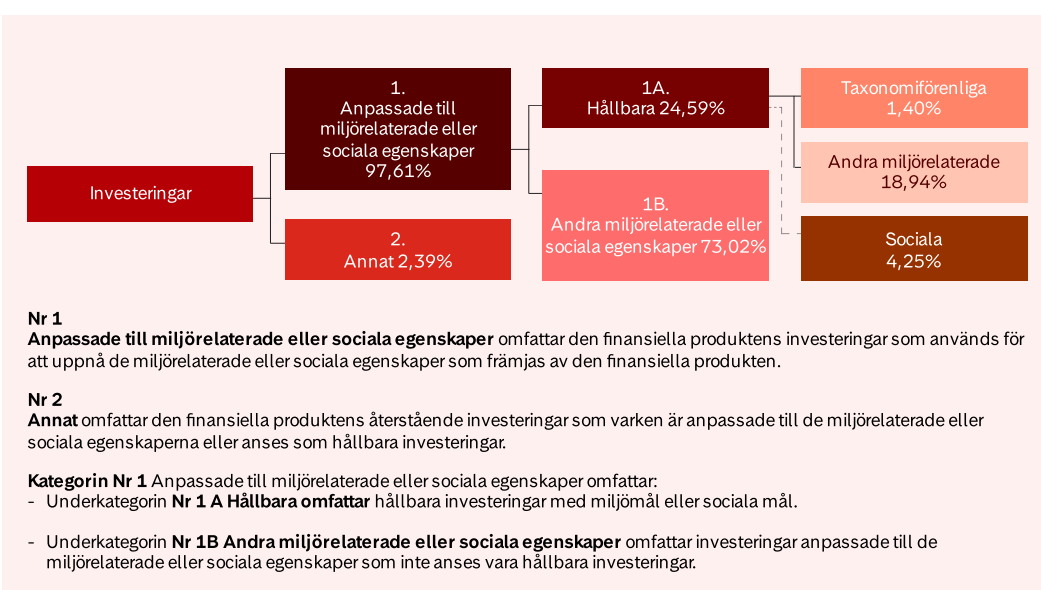 Investeringar
1.
Anpassade till
miljörelaterade eller
sociala egenskaper
97,61%
2.
Annat 2,39%
1A.
Hållbara 24,59%
1B.
Andra miljörelaterade eller
sociala egenskaper 73,02%
Taxonomiförenliga
1,40%
Andra miljörelaterade
18,94%
Sociala
4,25%
Nr 1
Anpassade till miljörelaterade eller sociala egenskaper omfattar den finansiella produktens investeringar som används för
att uppnå de miljörelaterade eller sociala egenskaper som främjas av den finansiella produkten.
Nr 2
Annat omfattar den finansiella produktens återstående investeringar som varken är anpassade till de miljörelaterade eller
sociala egenskaperna eller anses som hållbara investeringar.
Kategorin Nr 1 Anpassade till miljörelaterade eller sociala egenskaper omfattar:
- Underkategorin Nr 1 A Hållbara omfattar hållbara investeringar med miljömål eller sociala mål.
- Underkategorin Nr 1B Andra miljörelaterade eller sociala egenskaper omfattar investeringar anpassade till de
miljörelaterade eller sociala egenskaper som inte anses vara hållbara investeringar.